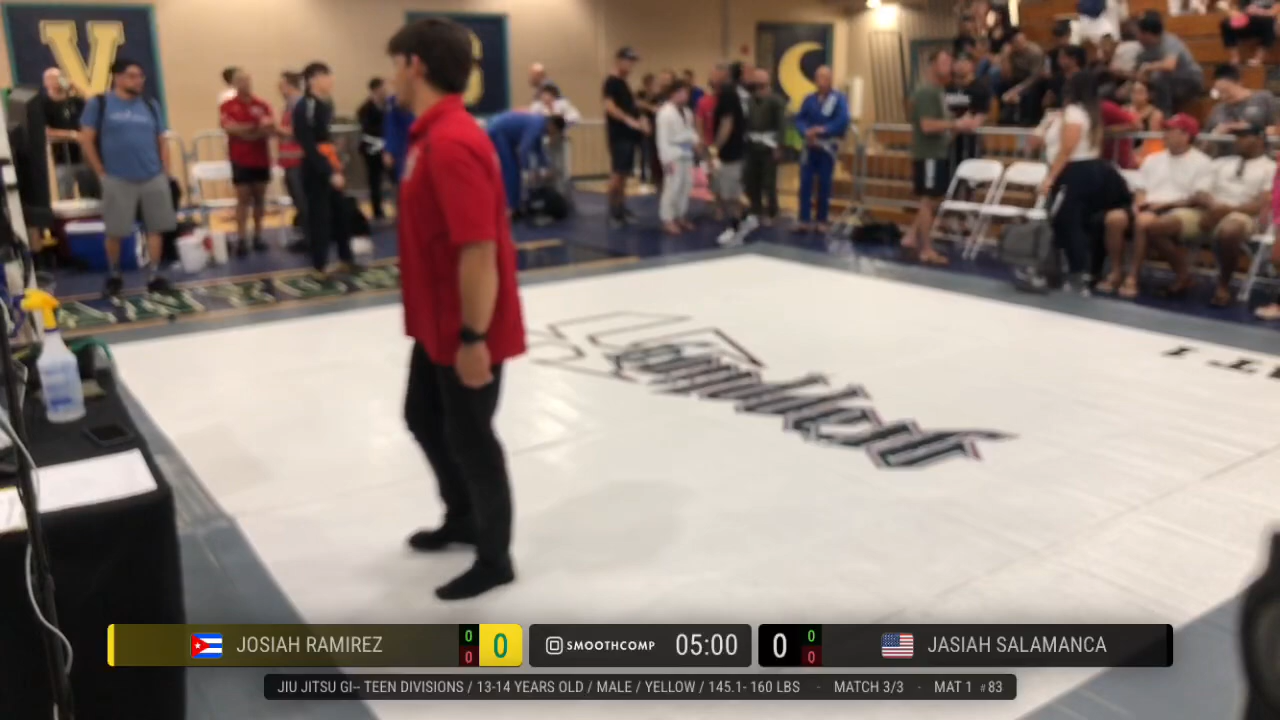 V
JOSIAH RAMIREZ 0 0 0 SMOOTHCOMP 05:00 0 0 0 JASIAH SALAMANCA
JIU JITSU GI-- TEEN DIVISIONS / 13-14 YEARS OLD / MALE / YELLOW / 145.1- 160 LBS - MATCH 3/3 - MAT 1 #83